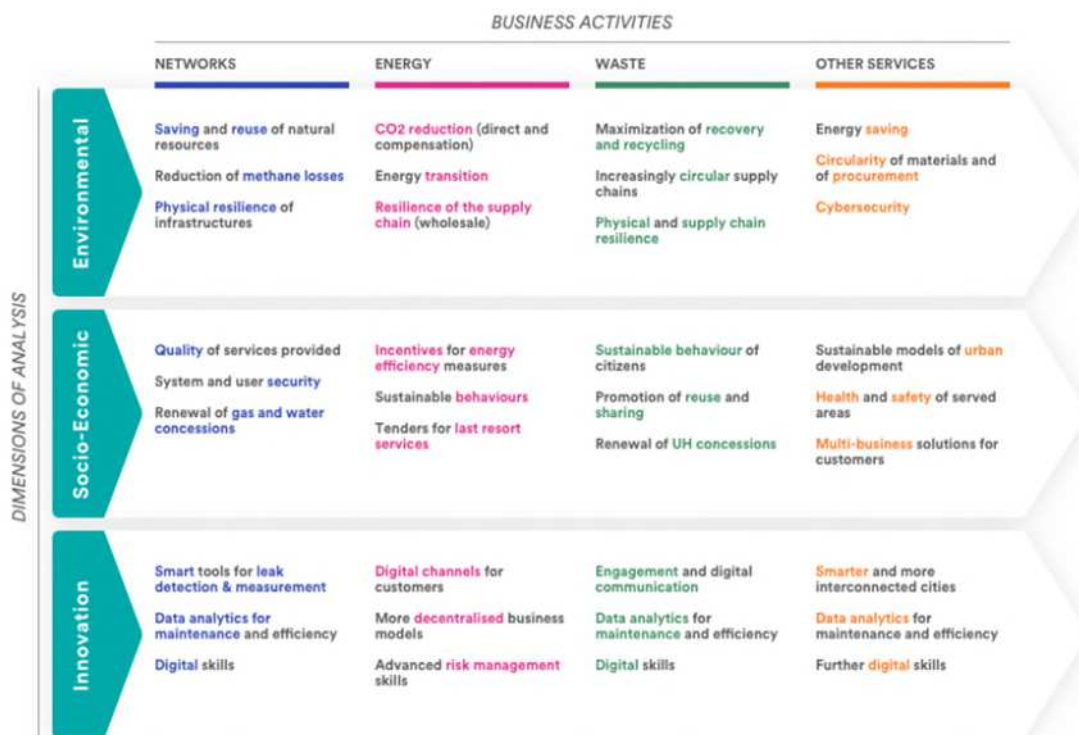 BUSINESS ACTIVITIES
NETWORKS
ENERGY
WASTE
OTHER SERVICES
DIMENSIONS OF ANALYSIS
Environmental
Saving and reuse of natural
resources
Reduction of methane losses
Physical resilience of
infrastructures
CO2 reduction (direct and
compensation)
Energy transition
Resilience of the supply
chain (wholesale)
Maximization of recovery
and recycling
Increasingly circular supply
chains
Physical and supply chain
resilience
Energy saving
Circularity of materials and
of procurement
Cybersecurity
Socio-Economic
Quality of services provided
System and user security
Renewal of gas and water
concessions
Incentives for energy
efficiency measures
Sustainable behaviours
Tenders for last resort
services
Sustainable behaviour of
citizens
Promotion of reuse and
sharing
Renewal of UH concessions
Sustainable models of urban
development
Health and safety of served
areas
Multi-business solutions for
customers
Innovation
Smart tools for leak
detection & measurement
Data analytics for
maintenance and efficiency
Digital skills
Digital channels for
customers
More decentralised business
models
Advanced risk management
skills
Engagement and digital
communication
Data analytics for
maintenance and efficiency
Digital skills
Smarter and more
interconnected cities
Data analytics for
maintenance and efficiency
Further digital skills